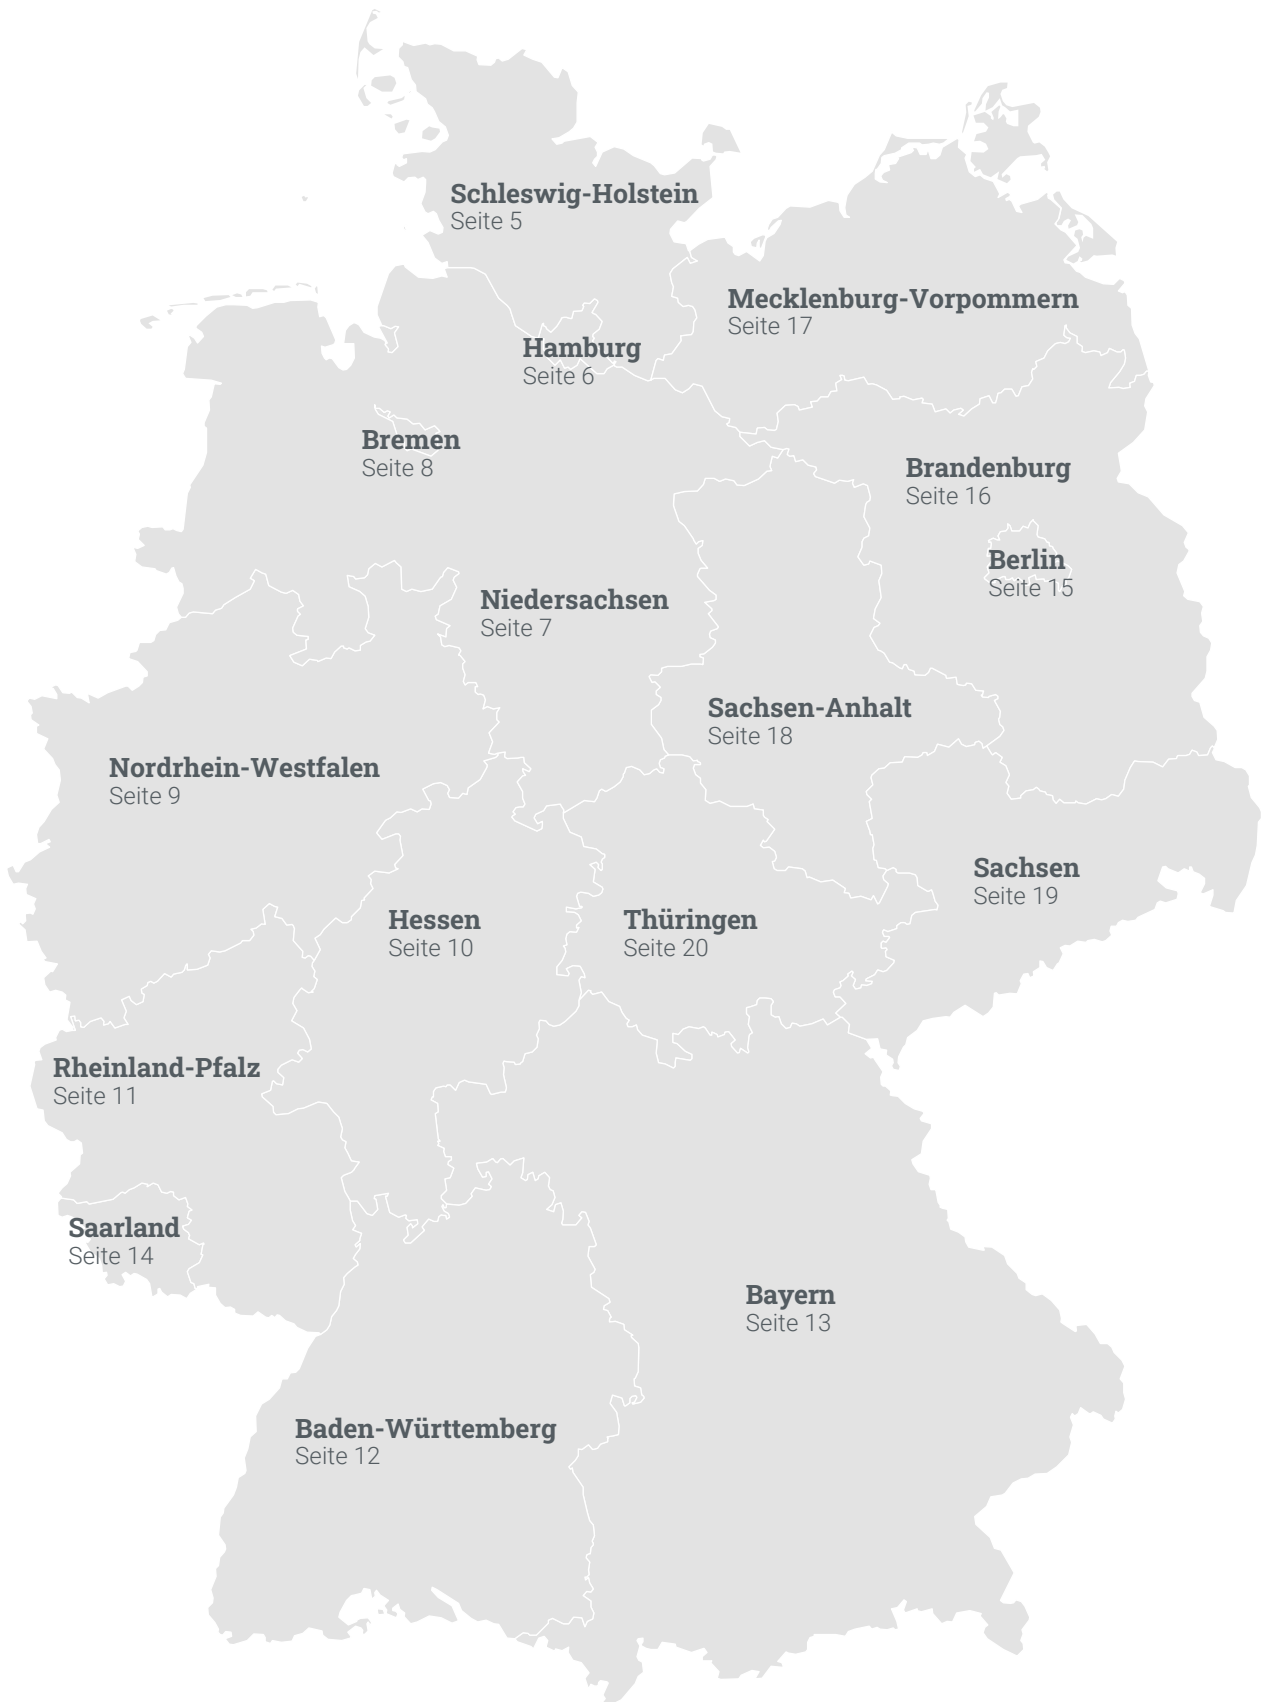 Schleswig-Holstein
Seite 5
Mecklenburg-Vorpommern
Seite 17
Hamburg
Seite 6
Bremen
Seite 8
Brandenburg
Seite 16
Berlin
Seite 15
Niedersachsen
Seite 7
Sachsen-Anhalt
Seite 18
Nordrhein-Westfalen
Seite 9
Sachsen
Seite 19
Hessen
Seite 10
Thüringen
Seite 20
Rheinland-Pfalz
Seite 11
Saarland
Seite 14
Bayern
Seite 13
Baden-Württemberg
Seite 12